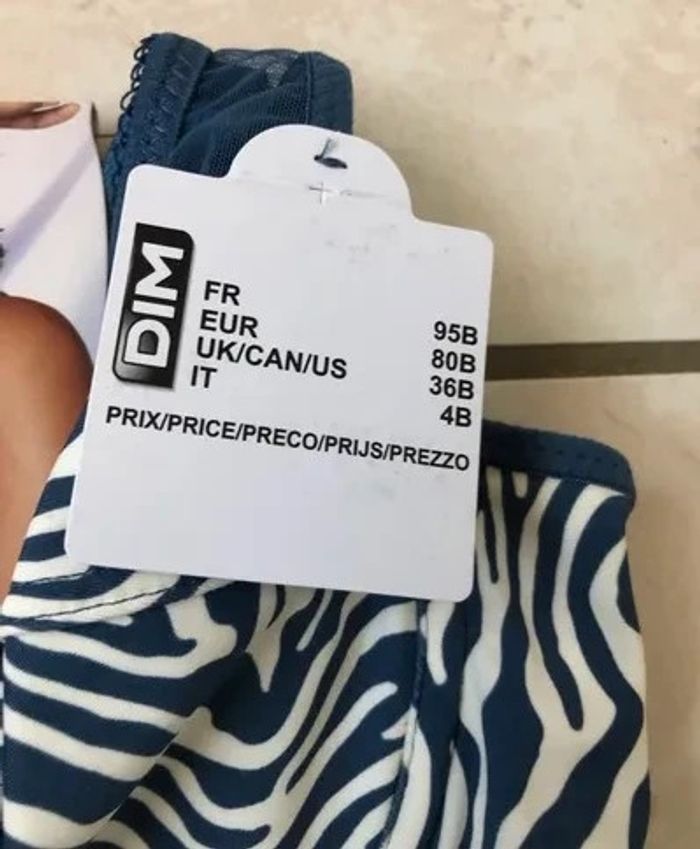 DIM
FR 95B
EUR 80B
UK/CAN/US 36B
IT 4B
PRIX/PRICE/PRECO/PRIJS/PREZZO